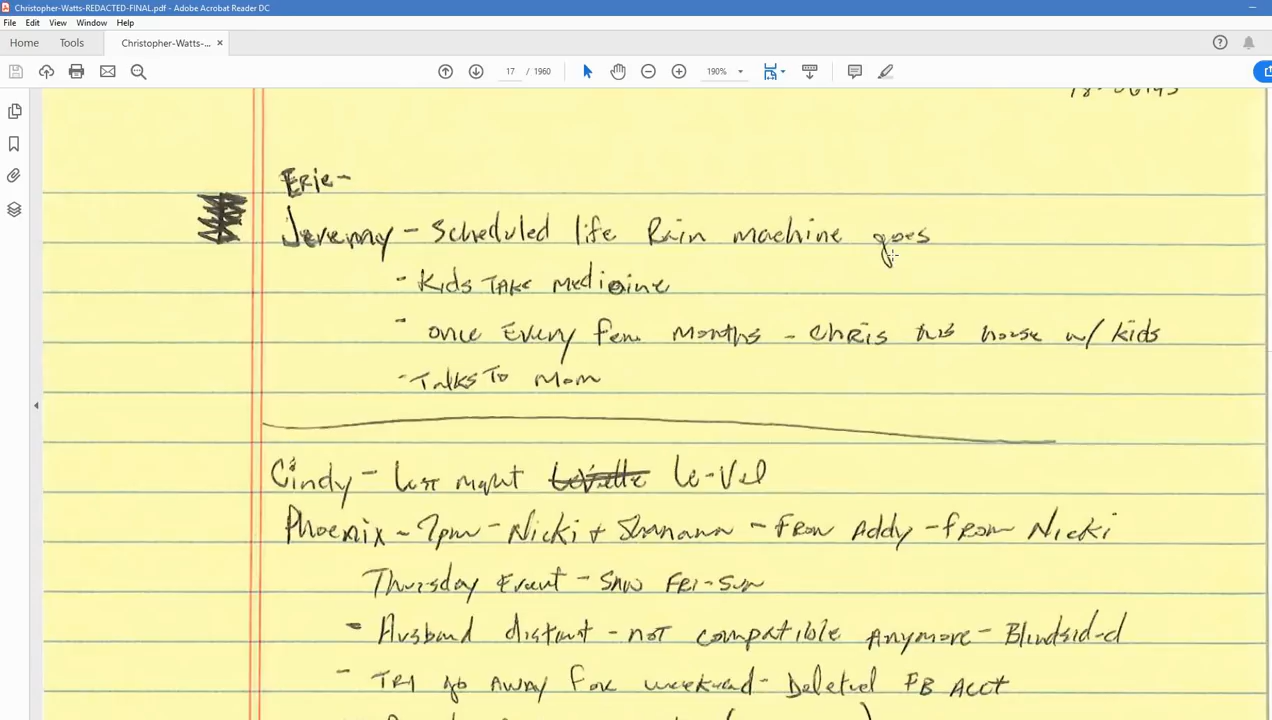 Christopher-Watts-REDACTED-FINAL.pdf - Adobe Acrobat Reader DC
File Edit View Window Help
Home Tools Christopher-Watts-... ×
17 / 1960 190%
Erie-
Jeremy - Scheduled life Rain machine goes
- Kids TAKE medicine
- once Every few Months - Chris has house w/ kids
- Talks To Mom
Cindy - last night Le-Vel
Phoenix - 7pm - Nicki + Shanann - From Addy - from Nicki
Thursday Event - Saw FRI-Sun
- Husband distant - not compatible Anymore - Blindsided
- TRY go AWAY for weekend - Deleted FB Acct